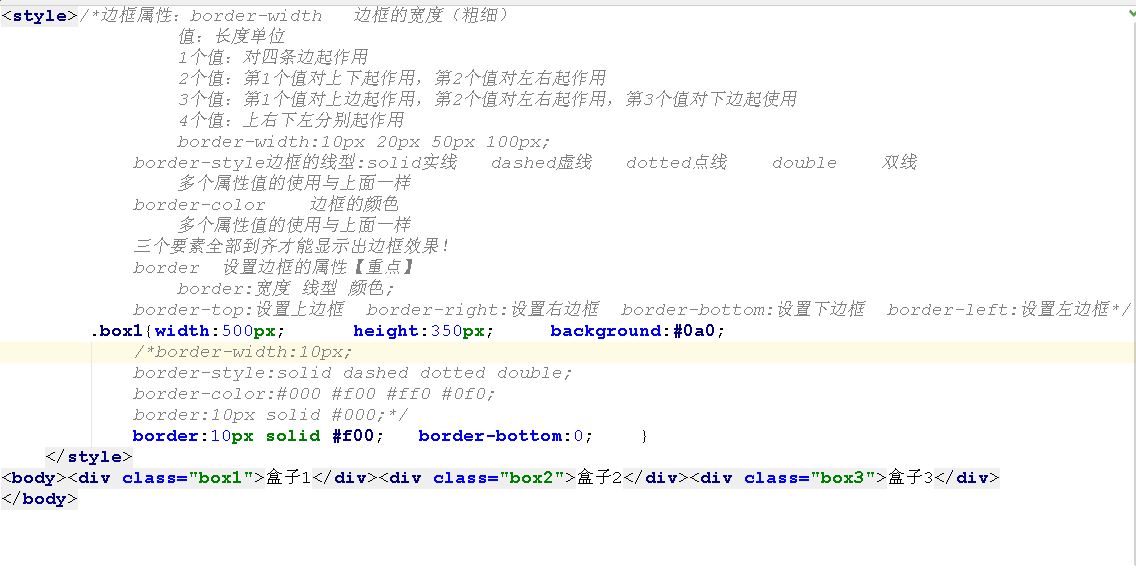 <style>/*边框属性：border-width   边框的宽度（粗细）
值：长度单位
1个值：对四条边起作用
2个值：第1个值对上下起作用，第2个值对左右起作用
3个值：第1个值对上边起作用，第2个值对左右起作用，第3个值对下边起使用
4个值：上右下左分别起作用
border-width:10px 20px 50px 100px;
border-style边框的线型:solid实线   dashed虚线   dotted点线    double    双线
多个属性值的使用与上面一样
border-color    边框的颜色
多个属性值的使用与上面一样
三个要素全部到齐才能显示出边框效果！
border  设置边框的属性【重点】
border:宽度 线型 颜色;
border-top:设置上边框  border-right:设置右边框  border-bottom:设置下边框  border-left:设置左边框*/
.box1{width:500px;      height:350px;     background:#0a0;
/*border-width:10px;
border-style:solid dashed dotted double;
border-color:#000 #f00 #ff0 #0f0;
border:10px solid #000;*/
border:10px solid #f00;   border-bottom:0;    }
</style>
<body><div class="box1">盒子1</div><div class="box2">盒子2</div><div class="box3">盒子3</div>
</body>